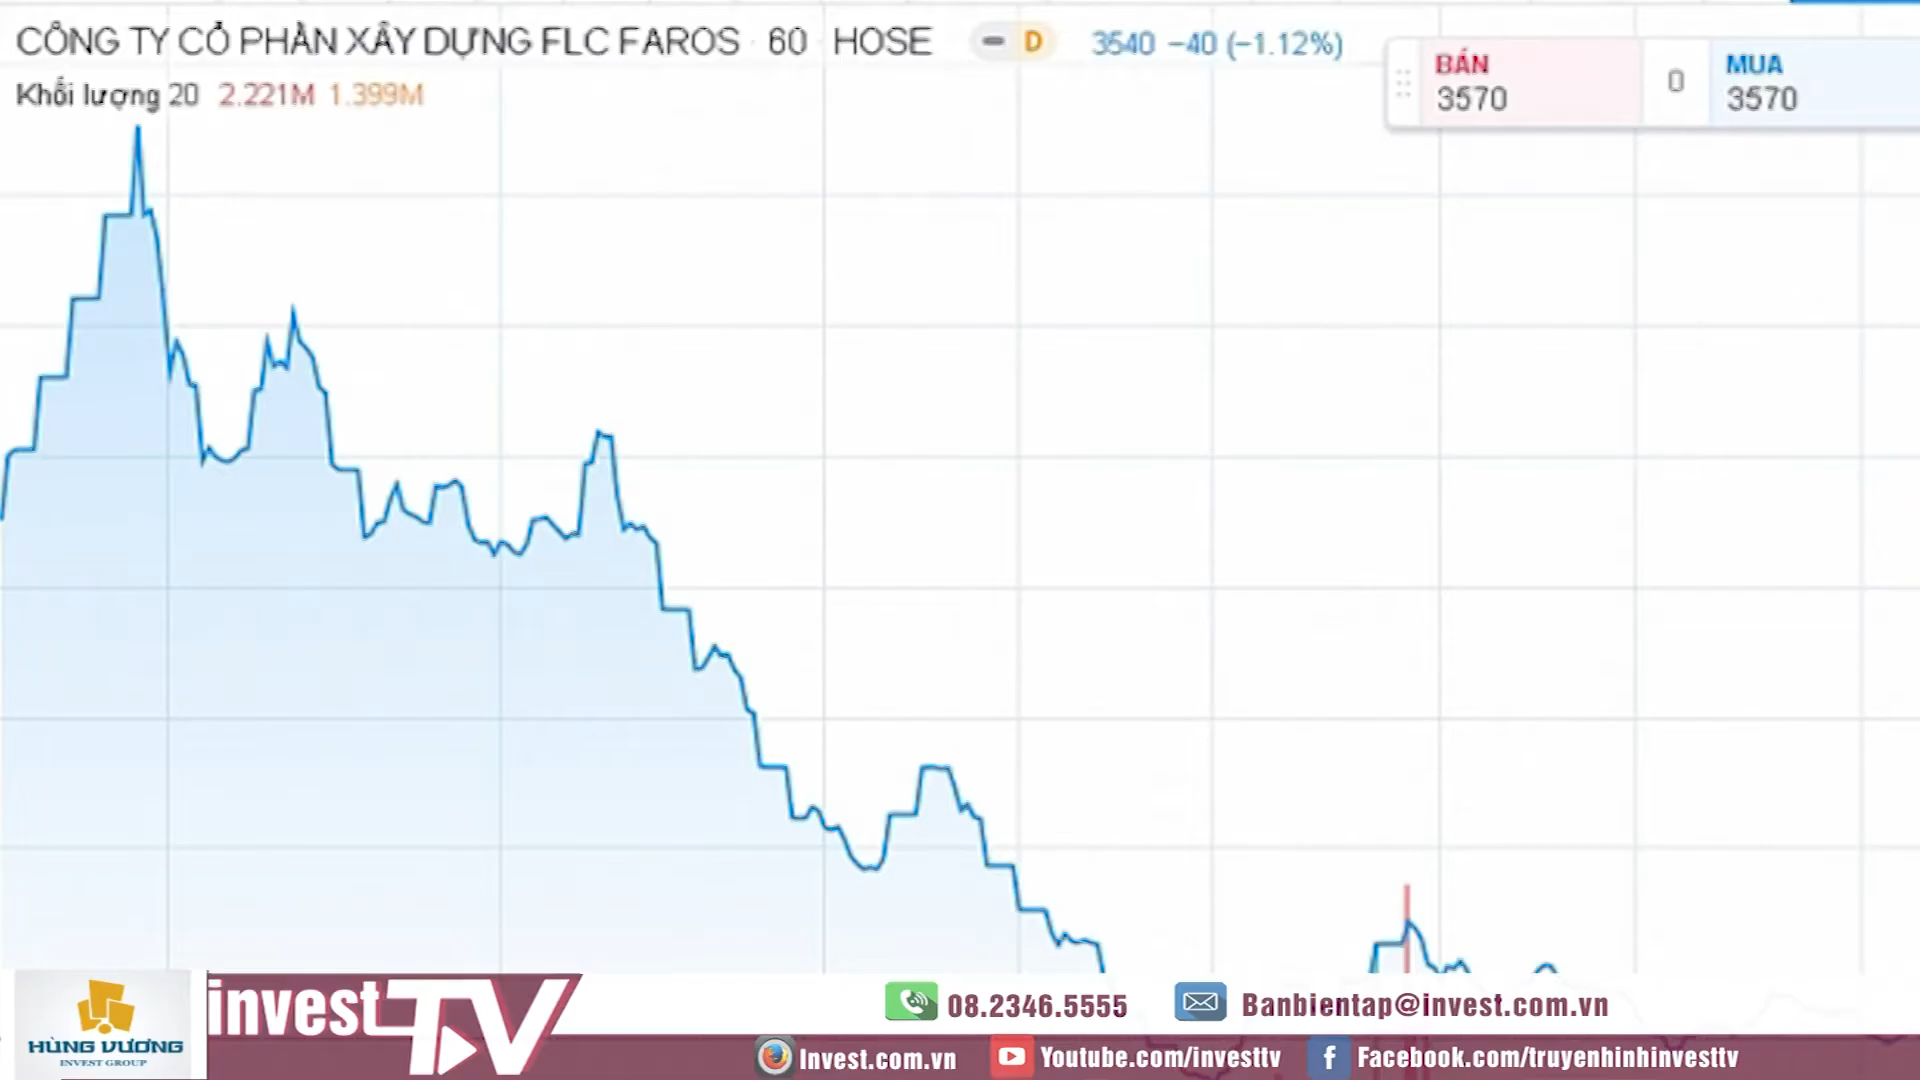 CÔNG TY CỔ PHẦN XÂY DỰNG FLC FAROS · 60 · HOSE D 3540 −40 (−1.12%)
Khối lượng 20 2.221M 1.399M
BÁN 0 MUA
3570 3570
HÙNG VƯƠNG
INVEST GROUP
invest TV
08.2346.5555 Banbientap@invest.com.vn
Invest.com.vn Youtube.com/investtv Facebook.com/truyenhinhinvesttv